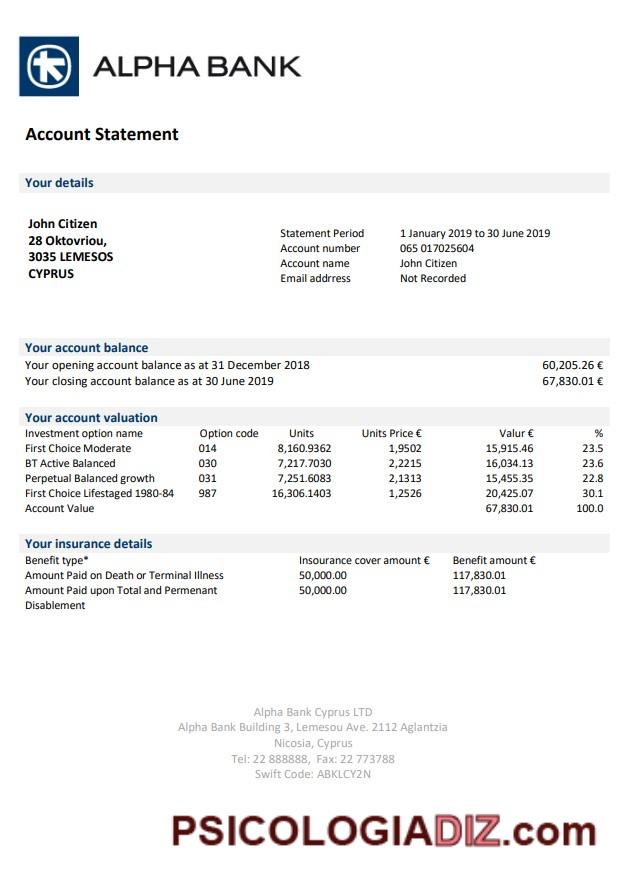 ALPHA BANK
Account Statement
Your details
John Citizen
28 Oktovriou,
3035 LEMESOS
CYPRUS
Statement Period 1 January 2019 to 30 June 2019
Account number 065 017025604
Account name John Citizen
Email addrress Not Recorded
Your account balance
Your opening account balance as at 31 December 2018 60,205.26 €
Your closing account balance as at 30 June 2019 67,830.01 €
Your account valuation
Investment option name Option code Units Units Price € Valur € %
First Choice Moderate 014 8,160.9362 1,9502 15,915.46 23.5
BT Active Balanced 030 7,217.7030 2,2215 16,034.13 23.6
Perpetual Balanced growth 031 7,251.6083 2,1313 15,455.35 22.8
First Choice Lifestaged 1980-84 987 16,306.1403 1,2526 20,425.07 30.1
Account Value 67,830.01 100.0
Your insurance details
Benefit type* Insourance cover amount € Benefit amount €
Amount Paid on Death or Terminal Illness 50,000.00 117,830.01
Amount Paid upon Total and Permenant 50,000.00 117,830.01
Disablement
Alpha Bank Cyprus LTD
Alpha Bank Building 3, Lemesou Ave. 2112 Aglantzia
Nicosia, Cyprus
Tel: 22 888888, Fax: 22 773788
Swift Code: ABKLCY2N
PSICOLOGIADIZ.com